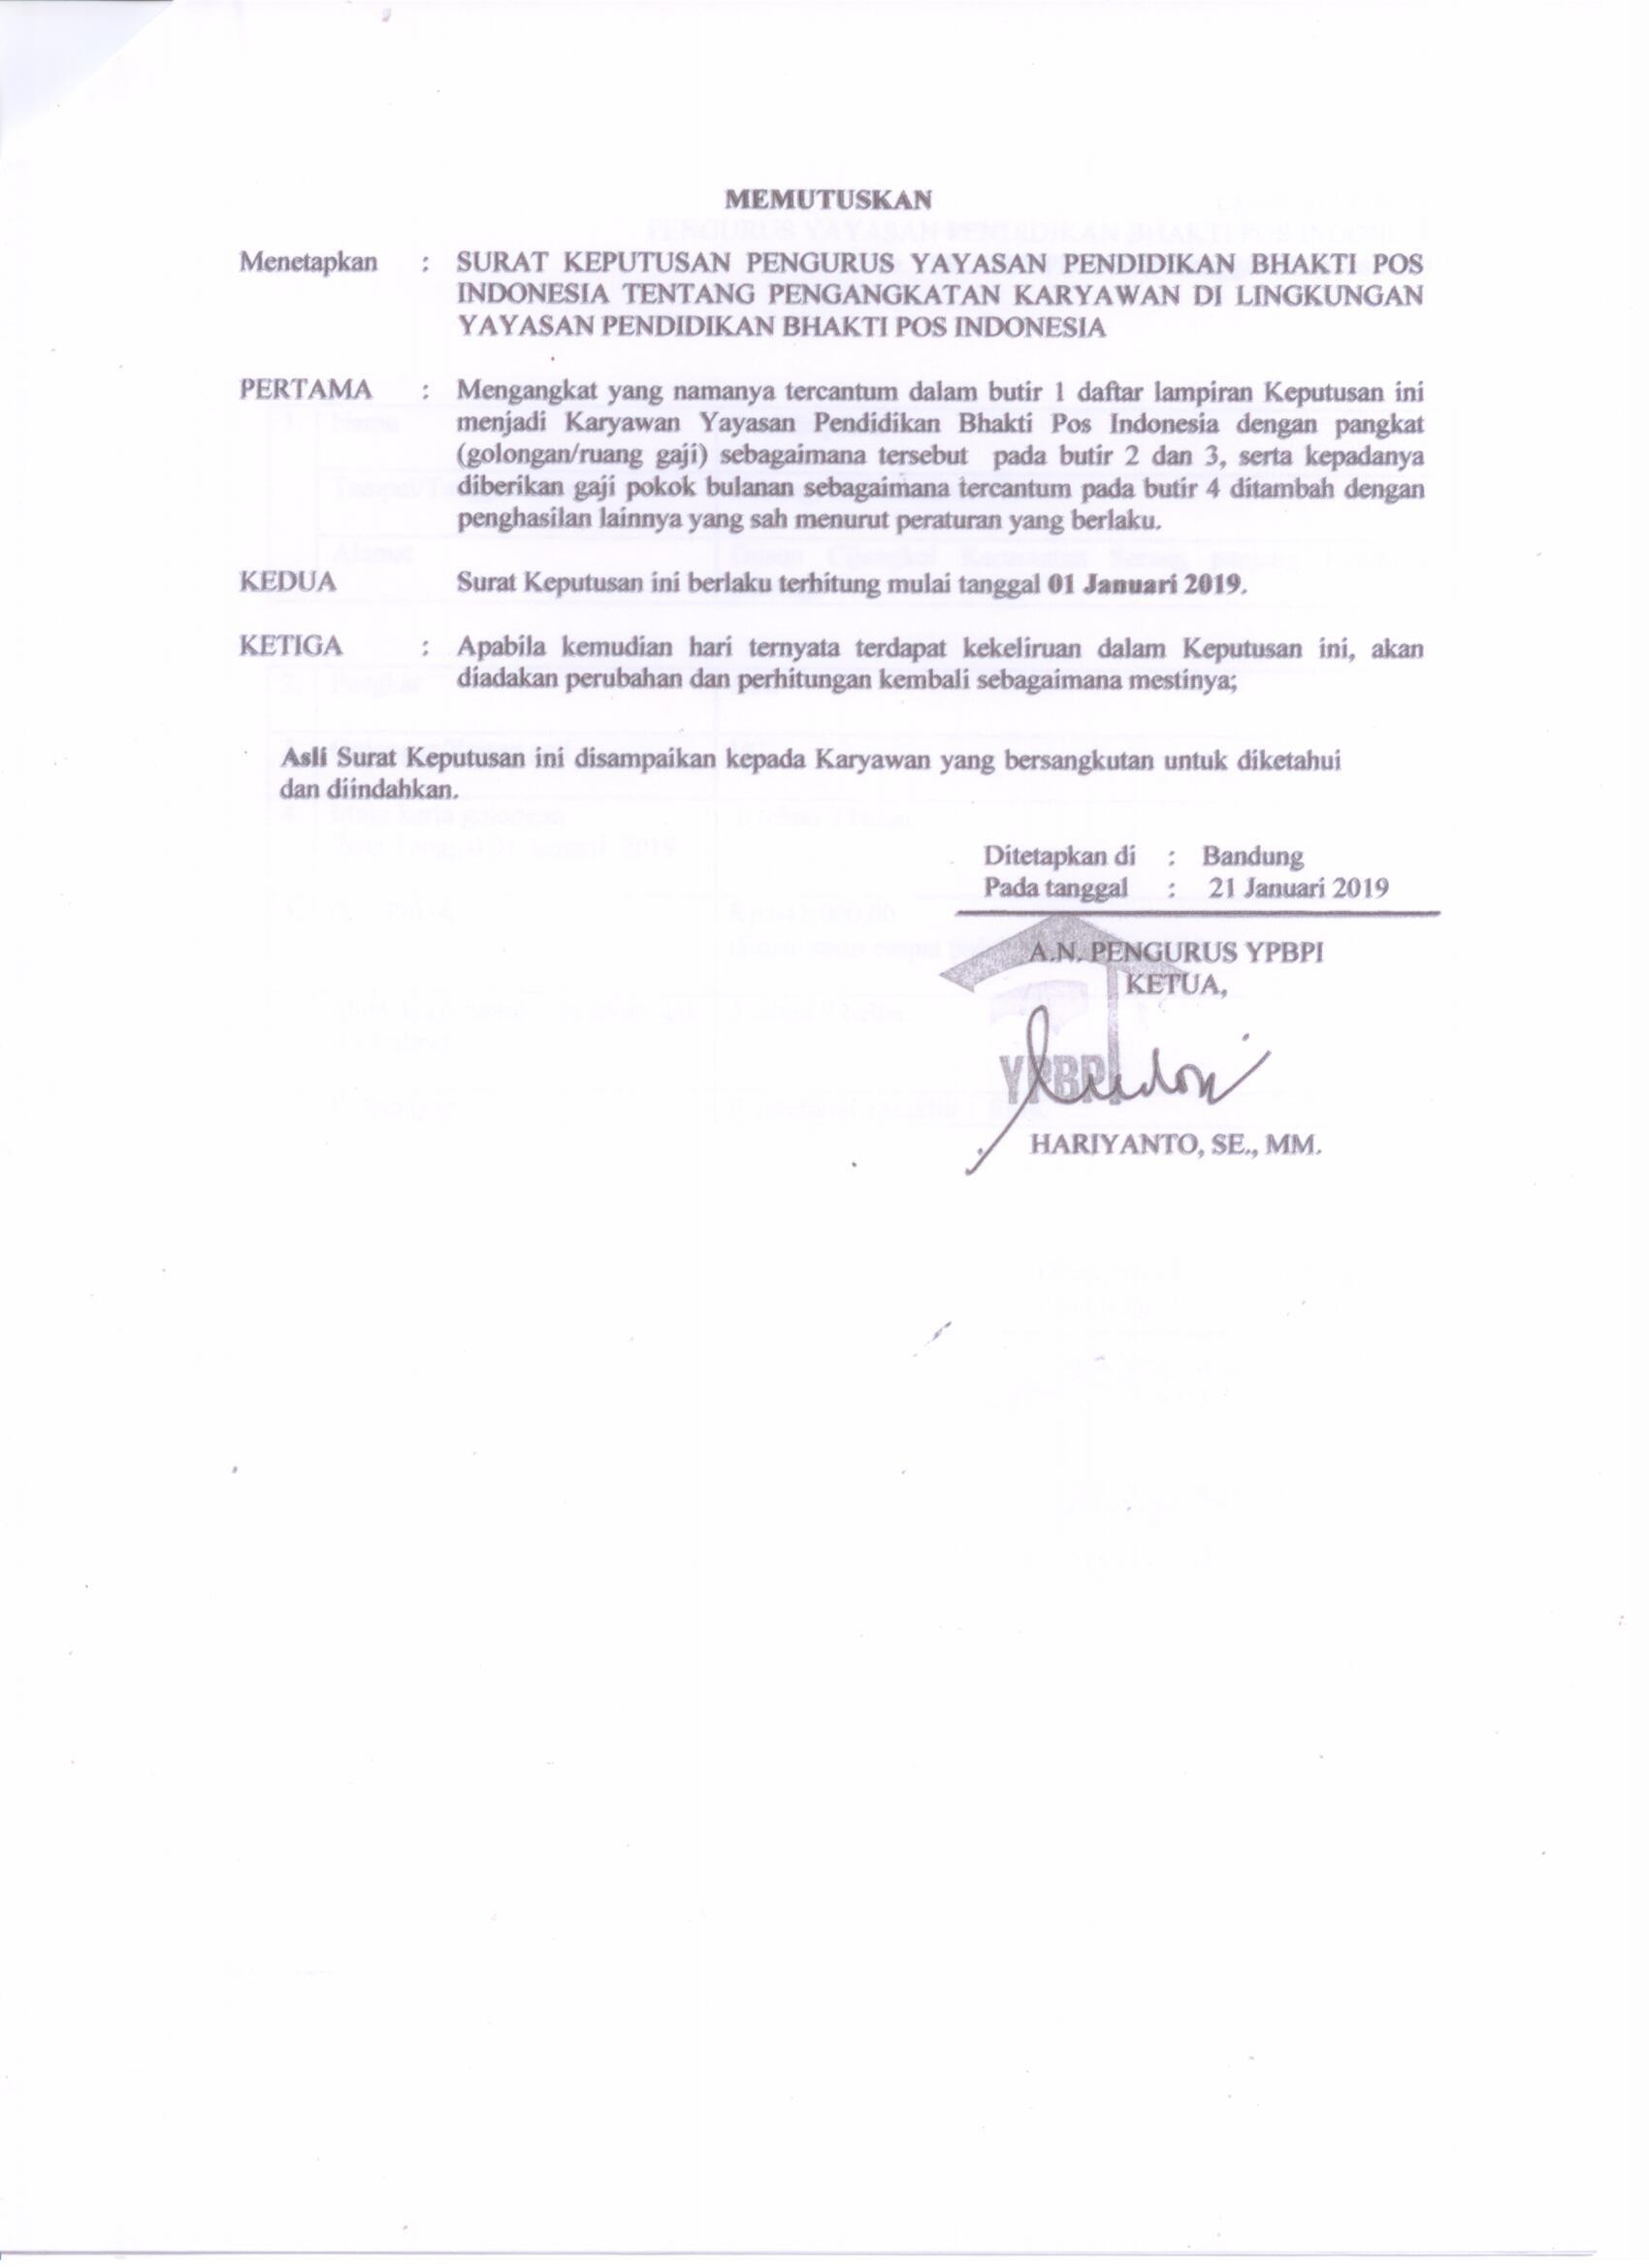 MEMUTUSKAN
Menetapkan : SURAT KEPUTUSAN PENGURUS YAYASAN PENDIDIKAN BHAKTI POS
INDONESIA TENTANG PENGANGKATAN KARYAWAN DI LINGKUNGAN
YAYASAN PENDIDIKAN BHAKTI POS INDONESIA
PERTAMA : Mengangkat yang namanya tercantum dalam butir 1 daftar lampiran Keputusan ini
menjadi Karyawan Yayasan Pendidikan Bhakti Pos Indonesia dengan pangkat
(golongan/ruang gaji) sebagaimana tersebut pada butir 2 dan 3, serta kepadanya
diberikan gaji pokok bulanan sebagaimana tercantum pada butir 4 ditambah dengan
penghasilan lainnya yang sah menurut peraturan yang berlaku.
KEDUA Surat Keputusan ini berlaku terhitung mulai tanggal 01 Januari 2019.
KETIGA : Apabila kemudian hari ternyata terdapat kekeliruan dalam Keputusan ini, akan
diadakan perubahan dan perhitungan kembali sebagaimana mestinya;
Asli Surat Keputusan ini disampaikan kepada Karyawan yang bersangkutan untuk diketahui
dan diindahkan.
Ditetapkan di : Bandung
Pada tanggal : 21 Januari 2019
A.N. PENGURUS YPBPI
KETUA,
YPBPI
HARIYANTO, SE., MM.